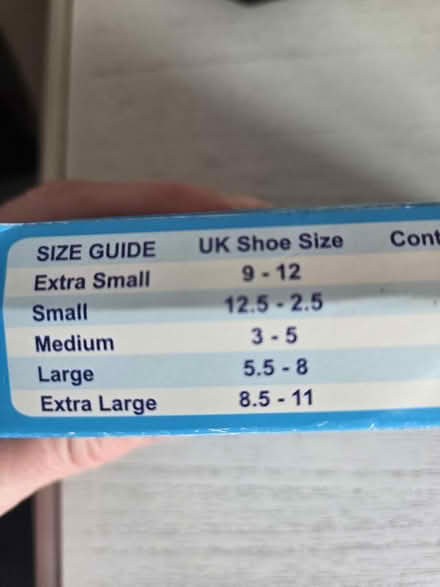 SIZE GUIDE UK Shoe Size Cont
Extra Small 9 - 12
Small 12.5 - 2.5
Medium 3 - 5
Large 5.5 - 8
Extra Large 8.5 - 11